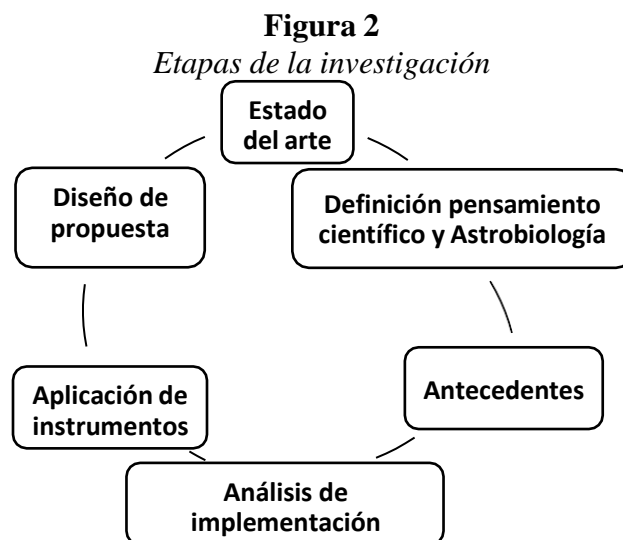 Figura 2
Etapas de la investigación
Estado
del arte
Diseño de
propuesta
Definición pensamiento
científico y Astrobiología
Aplicación de
instrumentos
Antecedentes
Análisis de
implementación